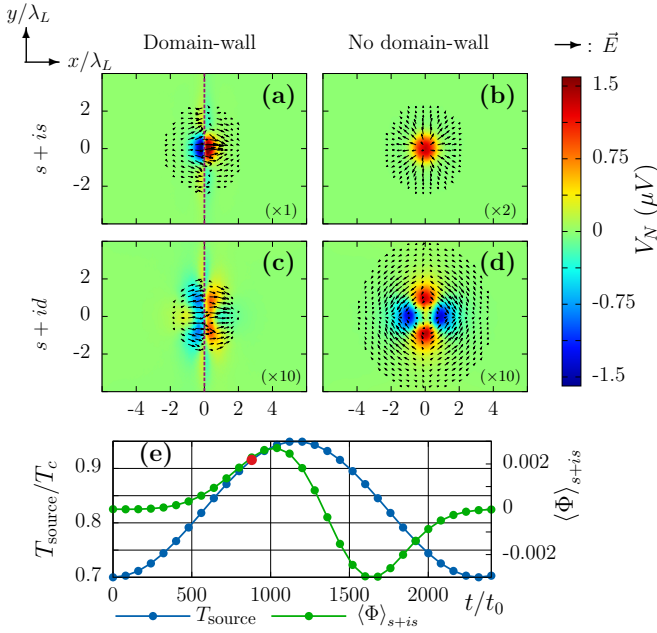 y/λ_L
x/λ_L
Domain-wall
No domain-wall
: E⃗
s + is
2
0
-2
(a)
(×1)
(b)
(×2)
s + id
2
0
-2
(c)
(×10)
(d)
(×10)
-4 -2 0 2 4
-4 -2 0 2 4
1.5
0.75
0
-0.75
-1.5
V_N (μV)
(e)
T_source/T_c
0.9
0.8
0.7
0.002
0
-0.002
⟨Φ⟩_{s+is}
0 500 1000 1500 2000 t/t_0
T_source ⟨Φ⟩_{s+is}